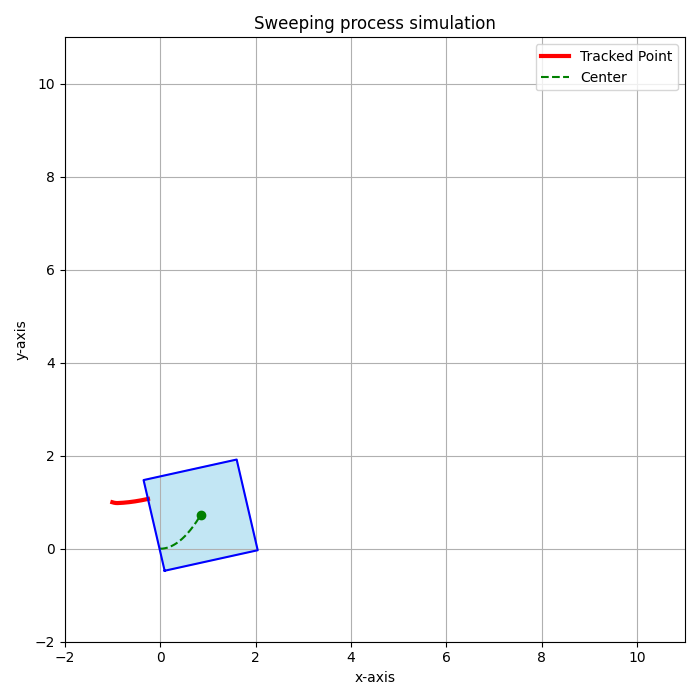 Sweeping process simulation
Tracked Point
Center
10
8
6
4
2
0
−2
−2
0
2
4
6
8
10
y-axis
x-axis